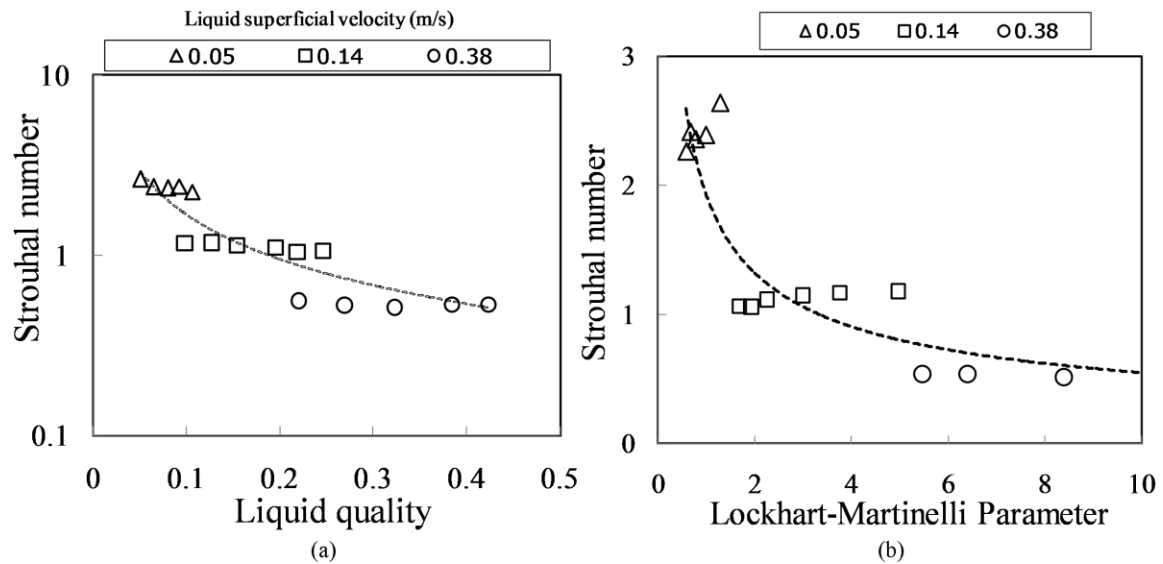 Liquid superficial velocity (m/s)
△ 0.05 □ 0.14 ○ 0.38
10
1
0.1
Strouhal number
0 0.1 0.2 0.3 0.4 0.5
Liquid quality
(a)
△ 0.05 □ 0.14 ○ 0.38
3
2
1
0
Strouhal number
0 2 4 6 8 10
Lockhart-Martinelli Parameter
(b)